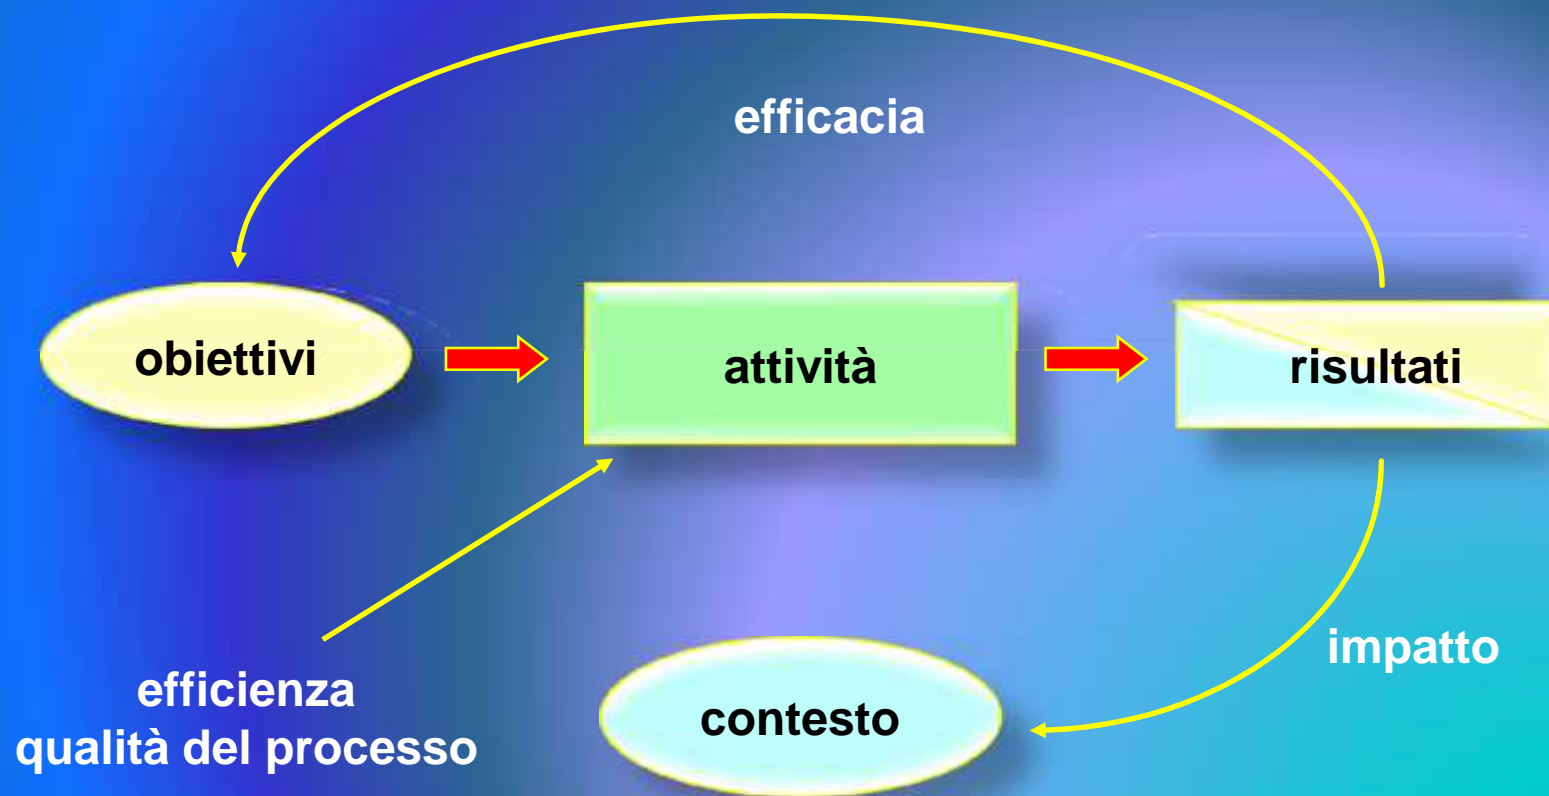 efficacia
obiettivi
attività
risultati
impatto
efficienza
qualità del processo
contesto